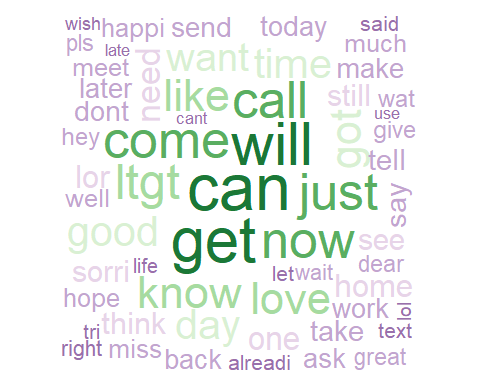 wish happi send today said
pls late much
meet need want time make
later like call still wat
dont cant use
hey come will got give
lor ltgt can just tell
well say
good get now see
sorri life let wait dear
hope know love home
tri think day one work lol
right miss take text
back alreadi ask great